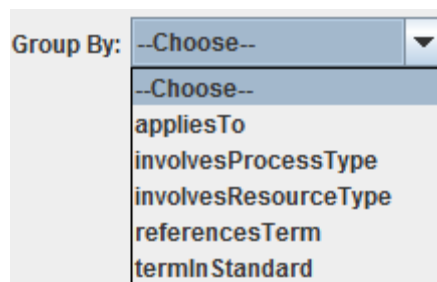 Group By: --Choose--
--Choose--
appliesTo
involvesProcessType
involvesResourceType
referencesTerm
termInStandard